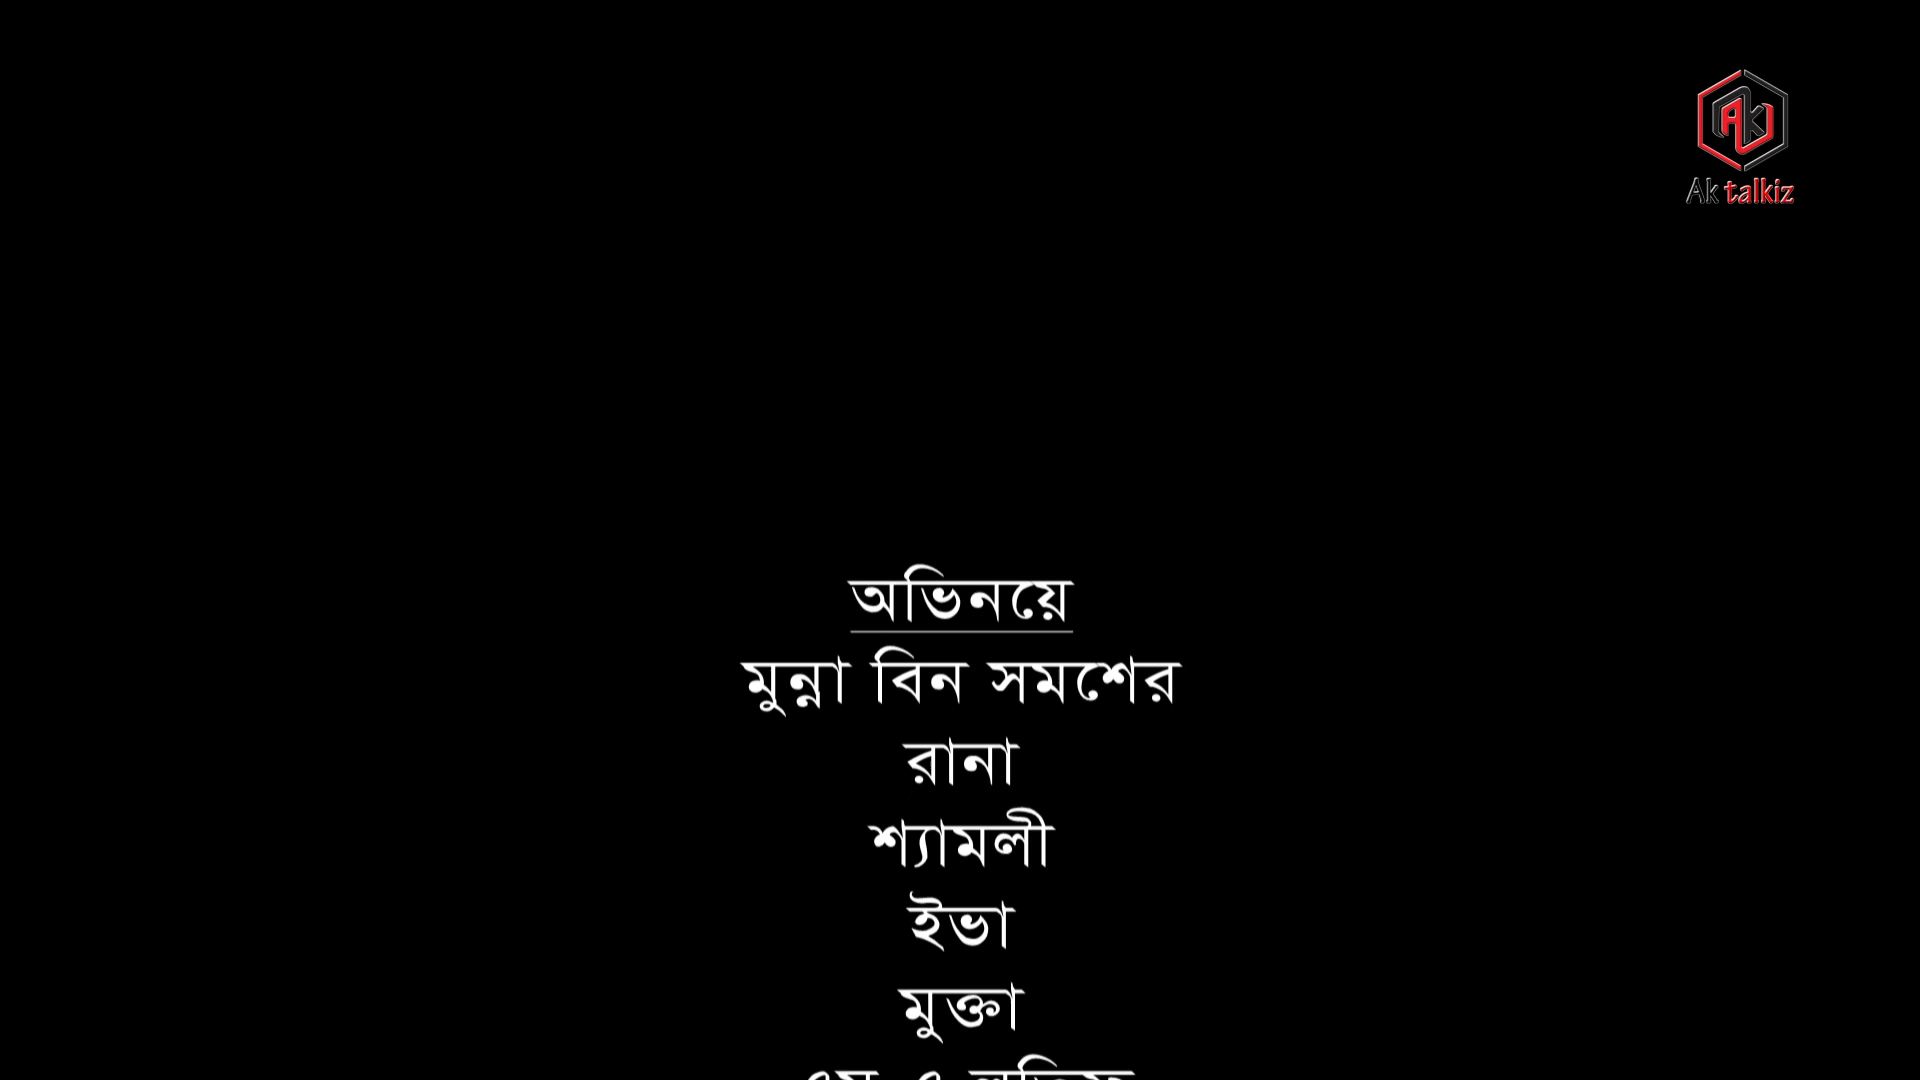 Ak talkiz
অভিনয়ে
মুন্না বিন সমশের
রানা
শ্যামলী
ইভা
মুক্তা